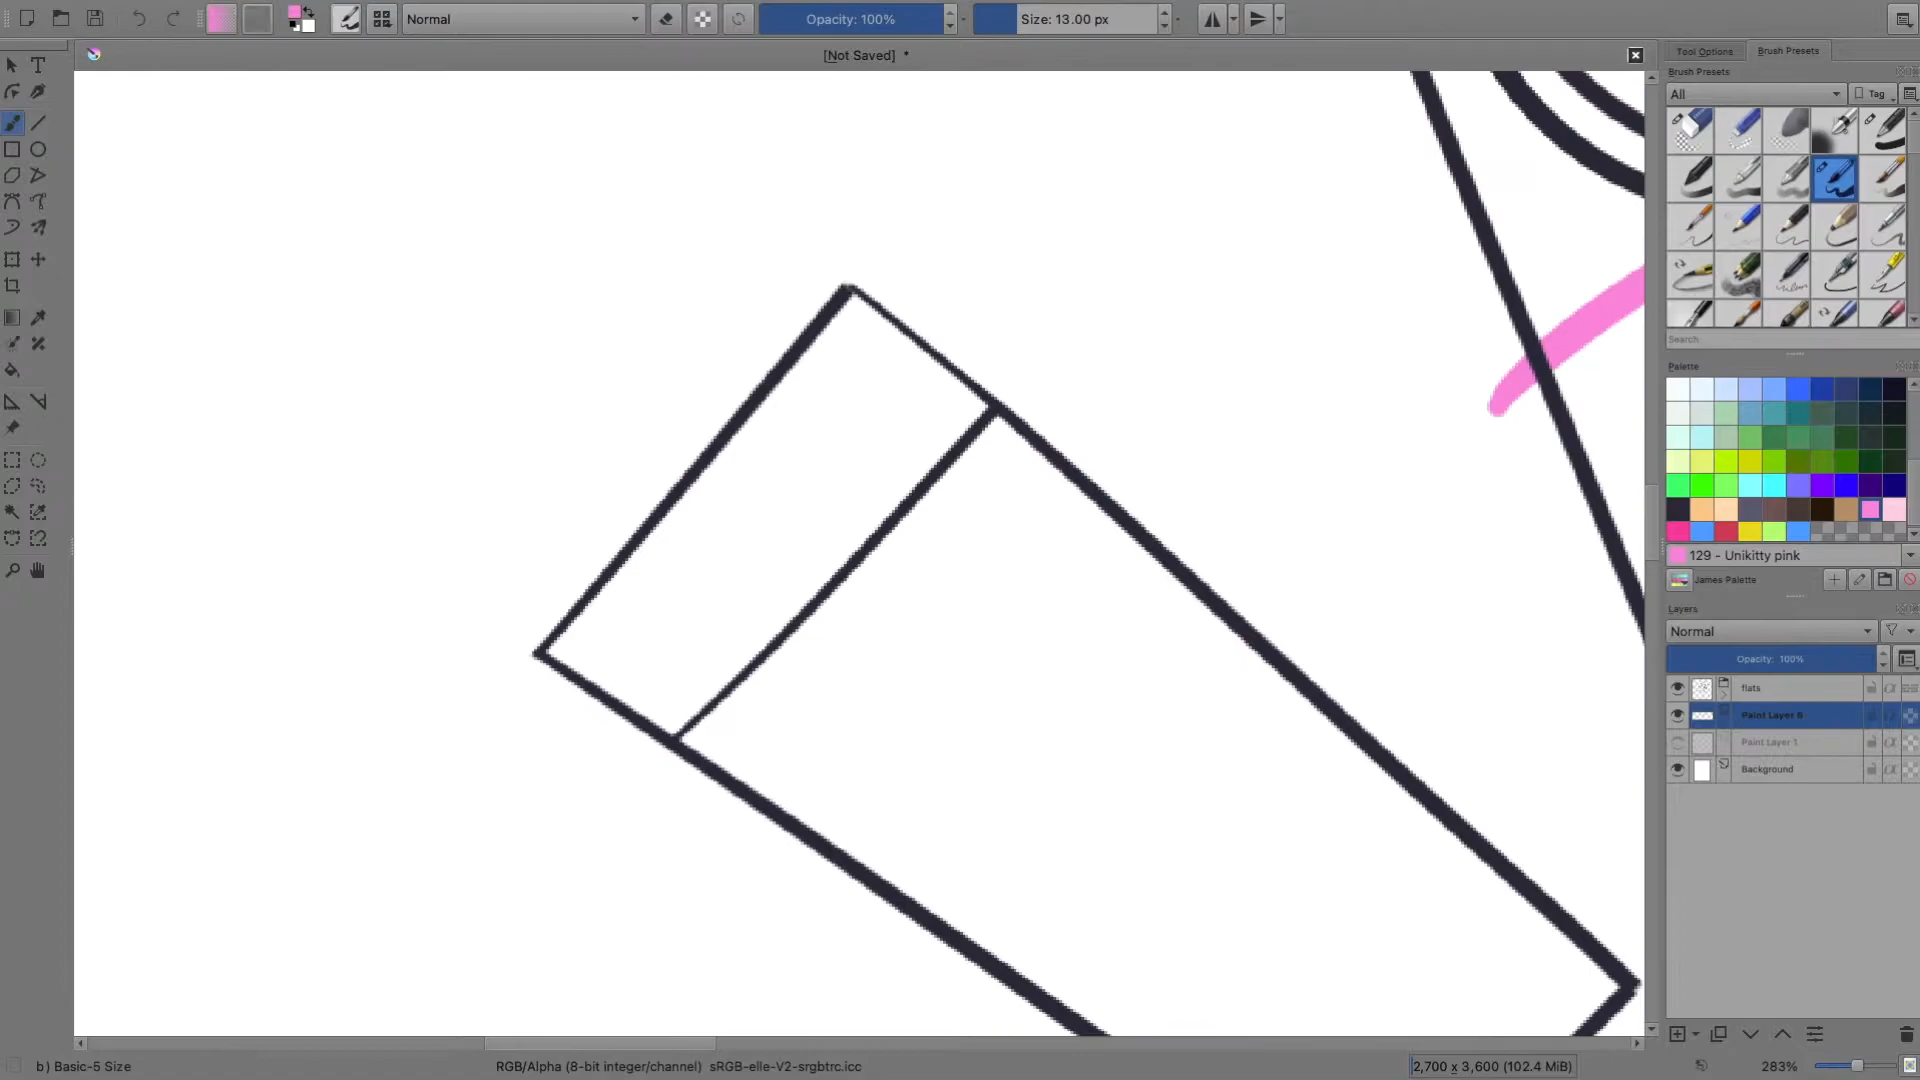 Normal
Opacity: 100%
Size: 13.00 px
[Not Saved] *
Tool Options
Brush Presets
Brush Presets
All
Tag
Search
Palette
129 - Unikitty pink
James Palette
Layers
Normal
Opacity: 100%
flats
Paint Layer 6
Paint Layer 1
Background
b) Basic-5 Size
RGB/Alpha (8-bit integer/channel) sRGB-elle-V2-srgbtrc.icc
2,700 x 3,600 (102.4 MiB)
283%